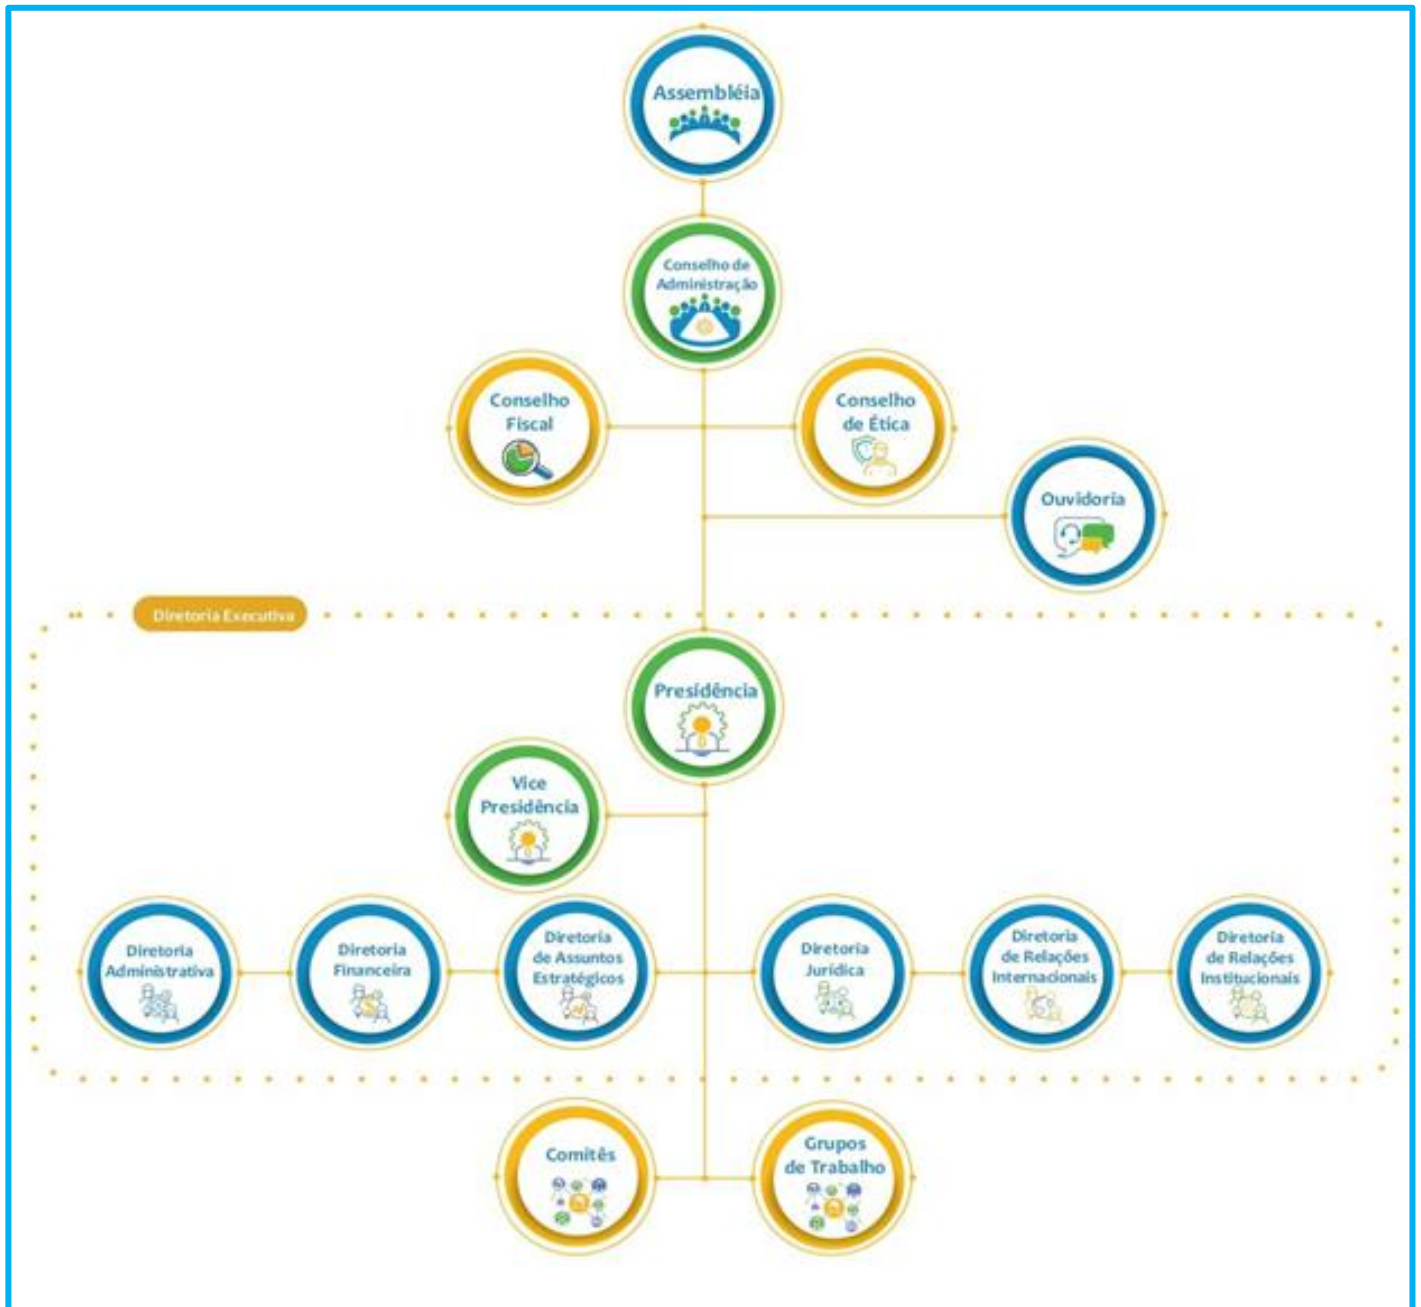 Assembléia
Conselho de
Administração
Conselho
Fiscal
Conselho
de Ética
Ouvidoria
Diretoria Executiva
Presidência
Vice
Presidência
Diretoria
Administrativa
Diretoria
Financeira
Diretoria
de Assuntos
Estratégicos
Diretoria
Jurídica
Diretoria
de Relações
Internacionais
Diretoria
de Relações
Institucionais
Comitês
Grupos
de Trabalho